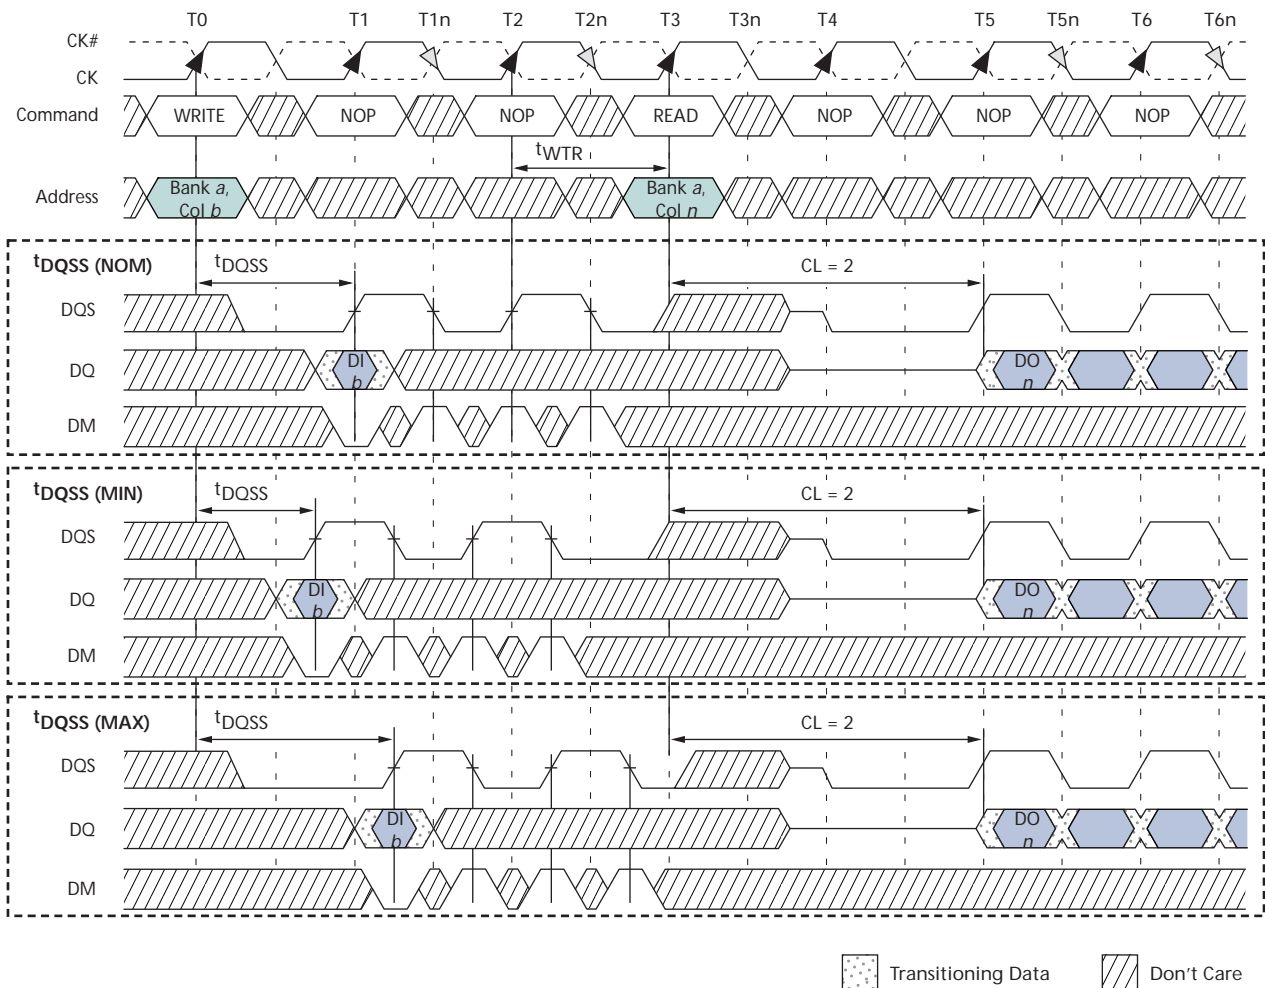 T0 T1 T1n T2 T2n T3 T3n T4 T5 T5n T6 T6n
CK#
CK
Command WRITE NOP NOP READ NOP NOP NOP
tWTR
Address Bank a, Col b Bank a, Col n
tDQSS (NOM) tDQSS CL = 2
DQS
DQ DI b DO n
DM
tDQSS (MIN) tDQSS CL = 2
DQS
DQ DI b DO n
DM
tDQSS (MAX) tDQSS CL = 2
DQS
DQ DI b DO n
DM
Transitioning Data Don't Care